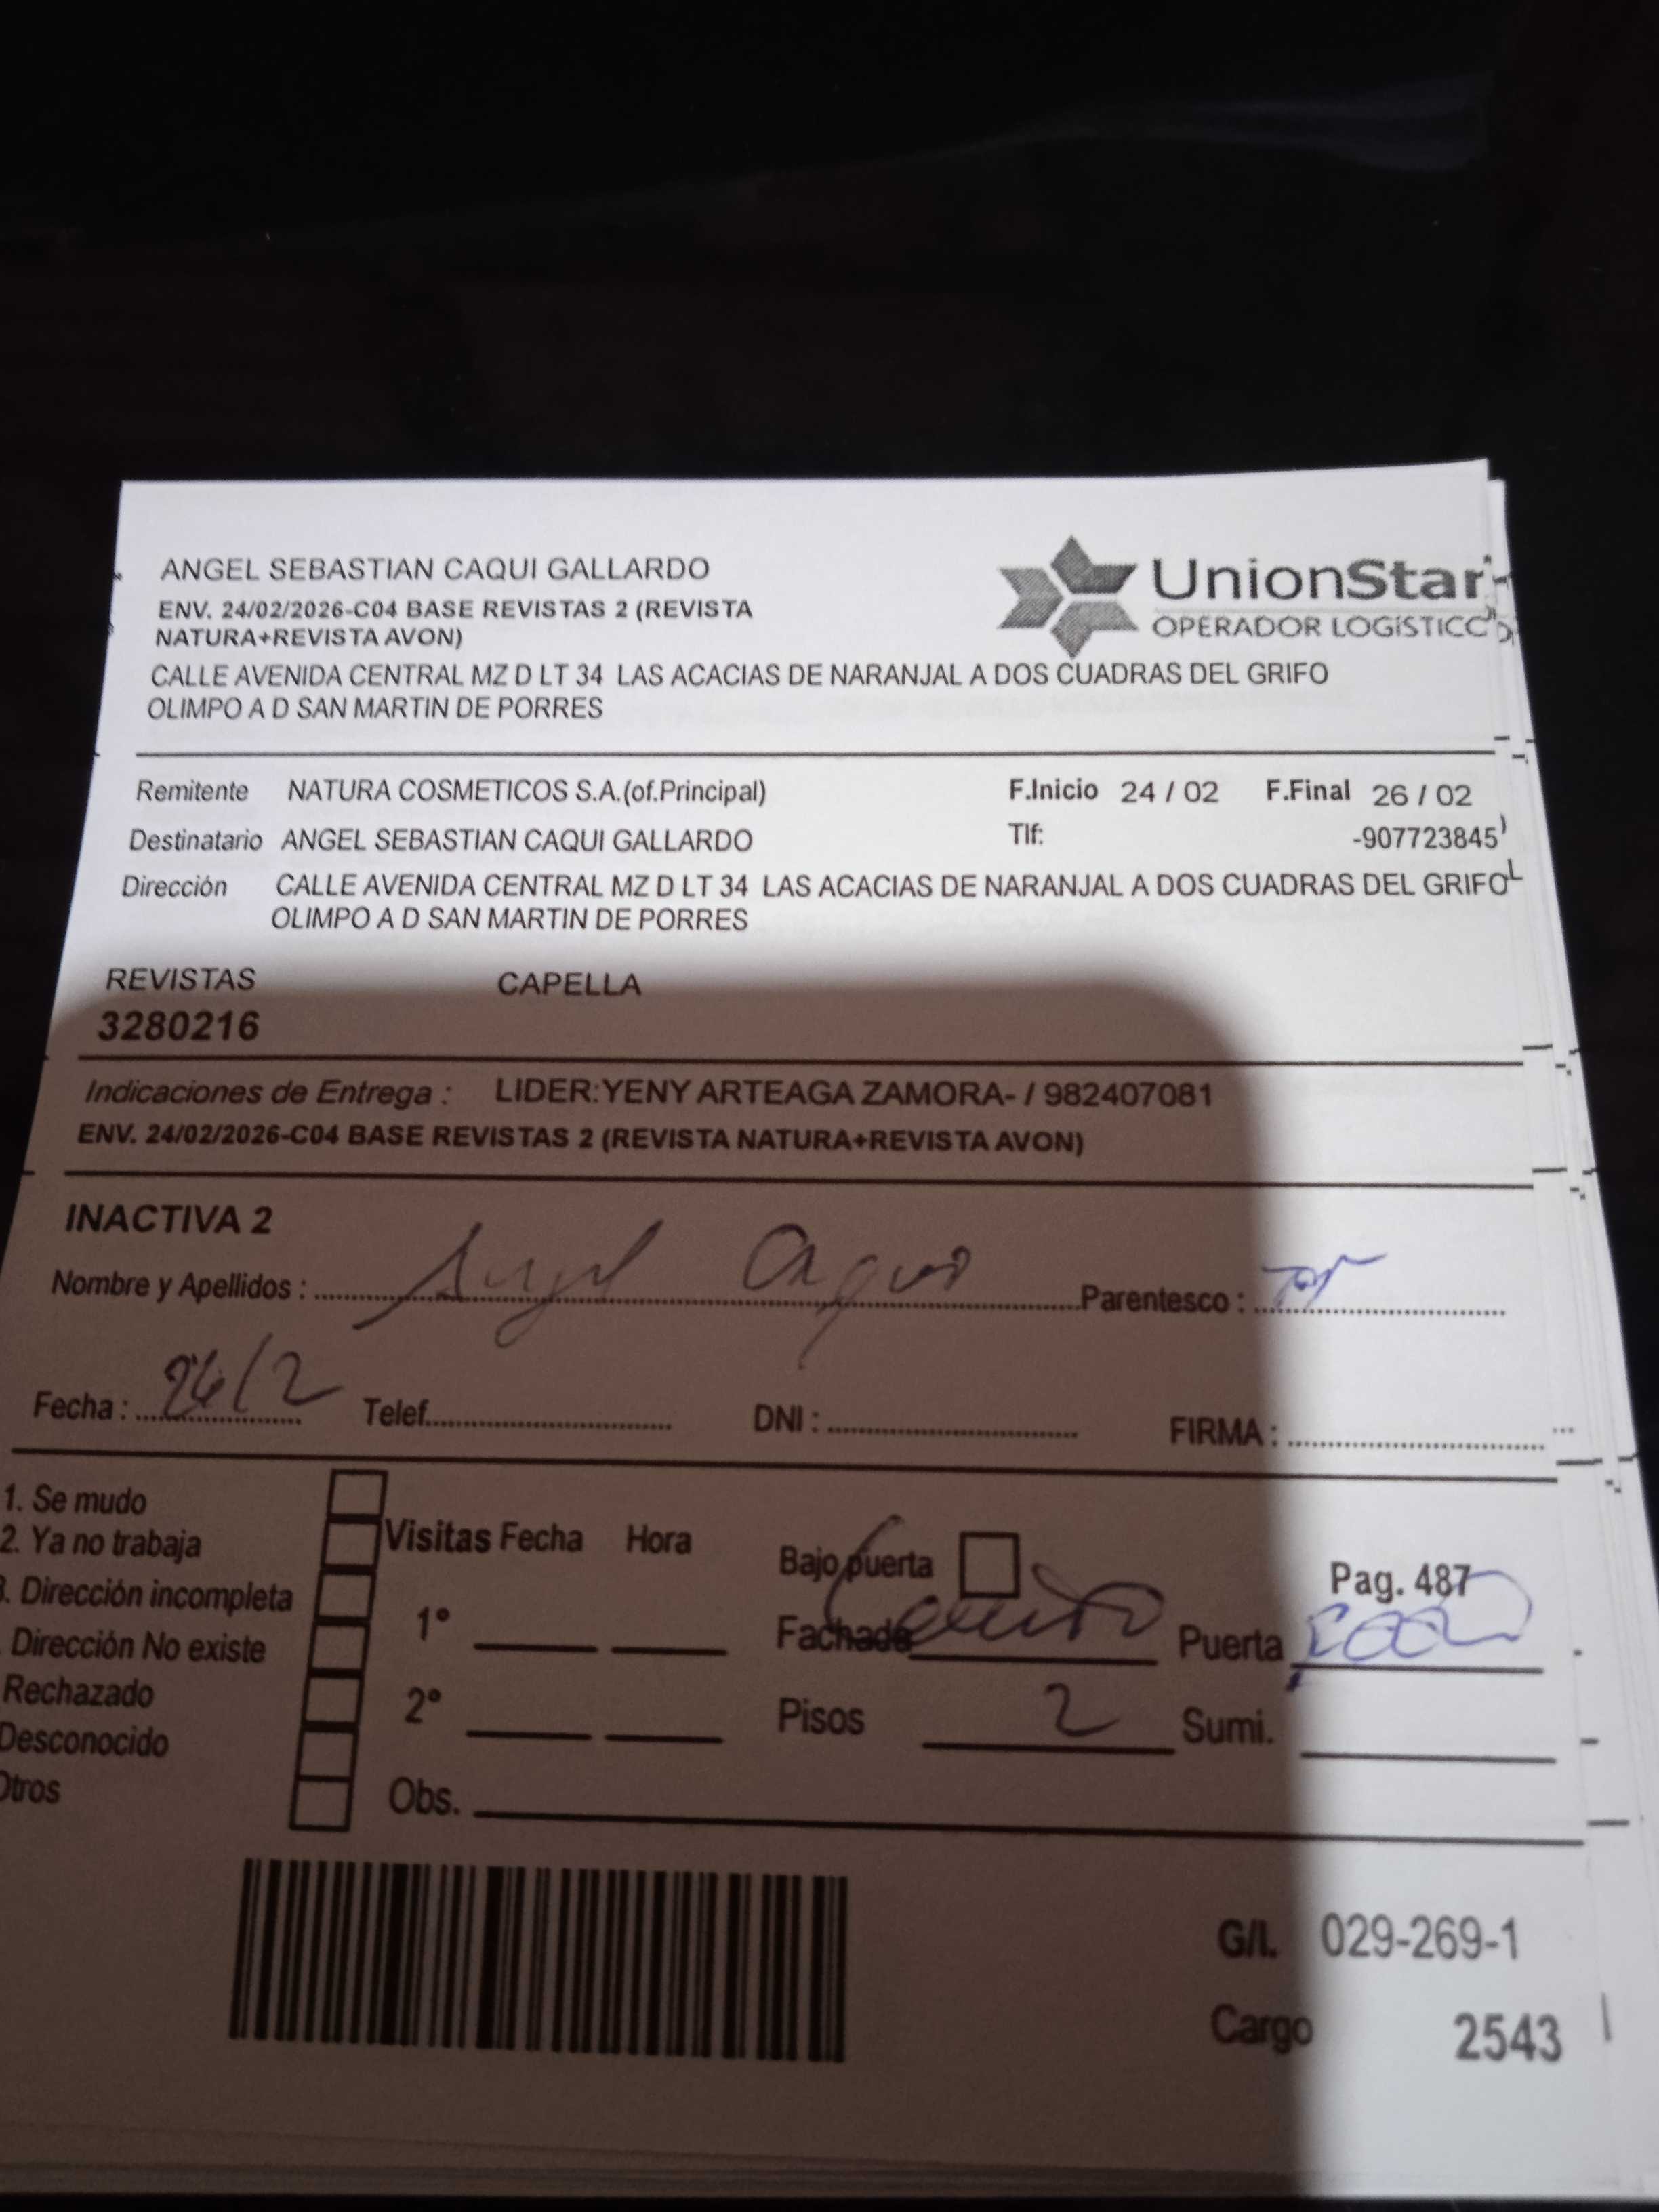 ANGEL SEBASTIAN CAQUI GALLARDO
ENV. 24/02/2026-C04 BASE REVISTAS 2 (REVISTA
NATURA+REVISTA AVON)
CALLE AVENIDA CENTRAL MZ D LT 34 LAS ACACIAS DE NARANJAL A DOS CUADRAS DEL GRIFO
OLIMPO A D SAN MARTIN DE PORRES
UnionStar
OPERADOR LOGÍSTICO
Remitente NATURA COSMETICOS S.A.(of.Principal) F.Inicio 24 / 02 F.Final 26 / 02
Destinatario ANGEL SEBASTIAN CAQUI GALLARDO Tlf: -907723845
Dirección CALLE AVENIDA CENTRAL MZ D LT 34 LAS ACACIAS DE NARANJAL A DOS CUADRAS DEL GRIFO
OLIMPO A D SAN MARTIN DE PORRES
REVISTAS CAPELLA
3280216
Indicaciones de Entrega : LIDER:YENY ARTEAGA ZAMORA- / 982407081
ENV. 24/02/2026-C04 BASE REVISTAS 2 (REVISTA NATURA+REVISTA AVON)
INACTIVA 2
Nombre y Apellidos : Angel Caqui Parentesco :
Fecha : 26/2 Telef. DNI : FIRMA :
1. Se mudo
2. Ya no trabaja
. Dirección incompleta
. Dirección No existe
Rechazado
Desconocido
Otros
Visitas Fecha Hora
1°
2°
Obs.
Bajo puerta
Fachada
Pisos 2
Pag. 487
Puerta
Sumi.
G/I. 029-269-1
Cargo 2543